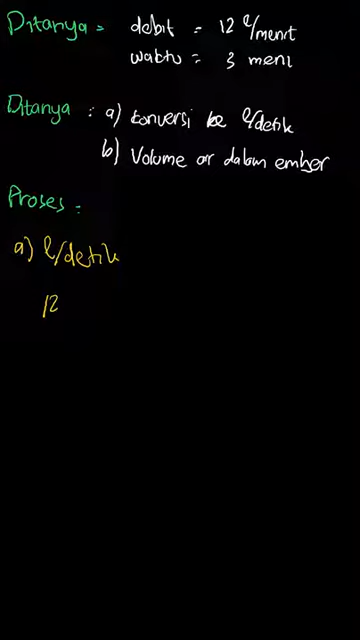 Ditanya = debit = 12 ℓ/menit
waktu = 3 meni
Ditanya : a) konversi ke ℓ/detik
b) Volume air dalam ember
Proses :
a) ℓ/detik
12